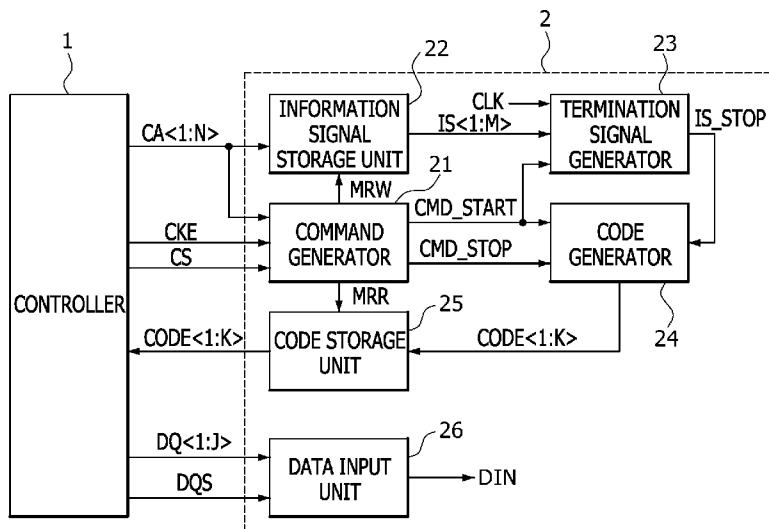 1
2
22
23
CA<1:N>
INFORMATION
SIGNAL
STORAGE UNIT
CLK
IS<1:M>
TERMINATION
SIGNAL
GENERATOR
IS_STOP
MRW
21
CMD_START
CKE
CS
COMMAND
GENERATOR
CMD_STOP
CODE
GENERATOR
CONTROLLER
MRR
25
24
CODE<1:K>
CODE STORAGE
UNIT
CODE<1:K>
26
DQ<1:J>
DQS
DATA INPUT
UNIT
DIN